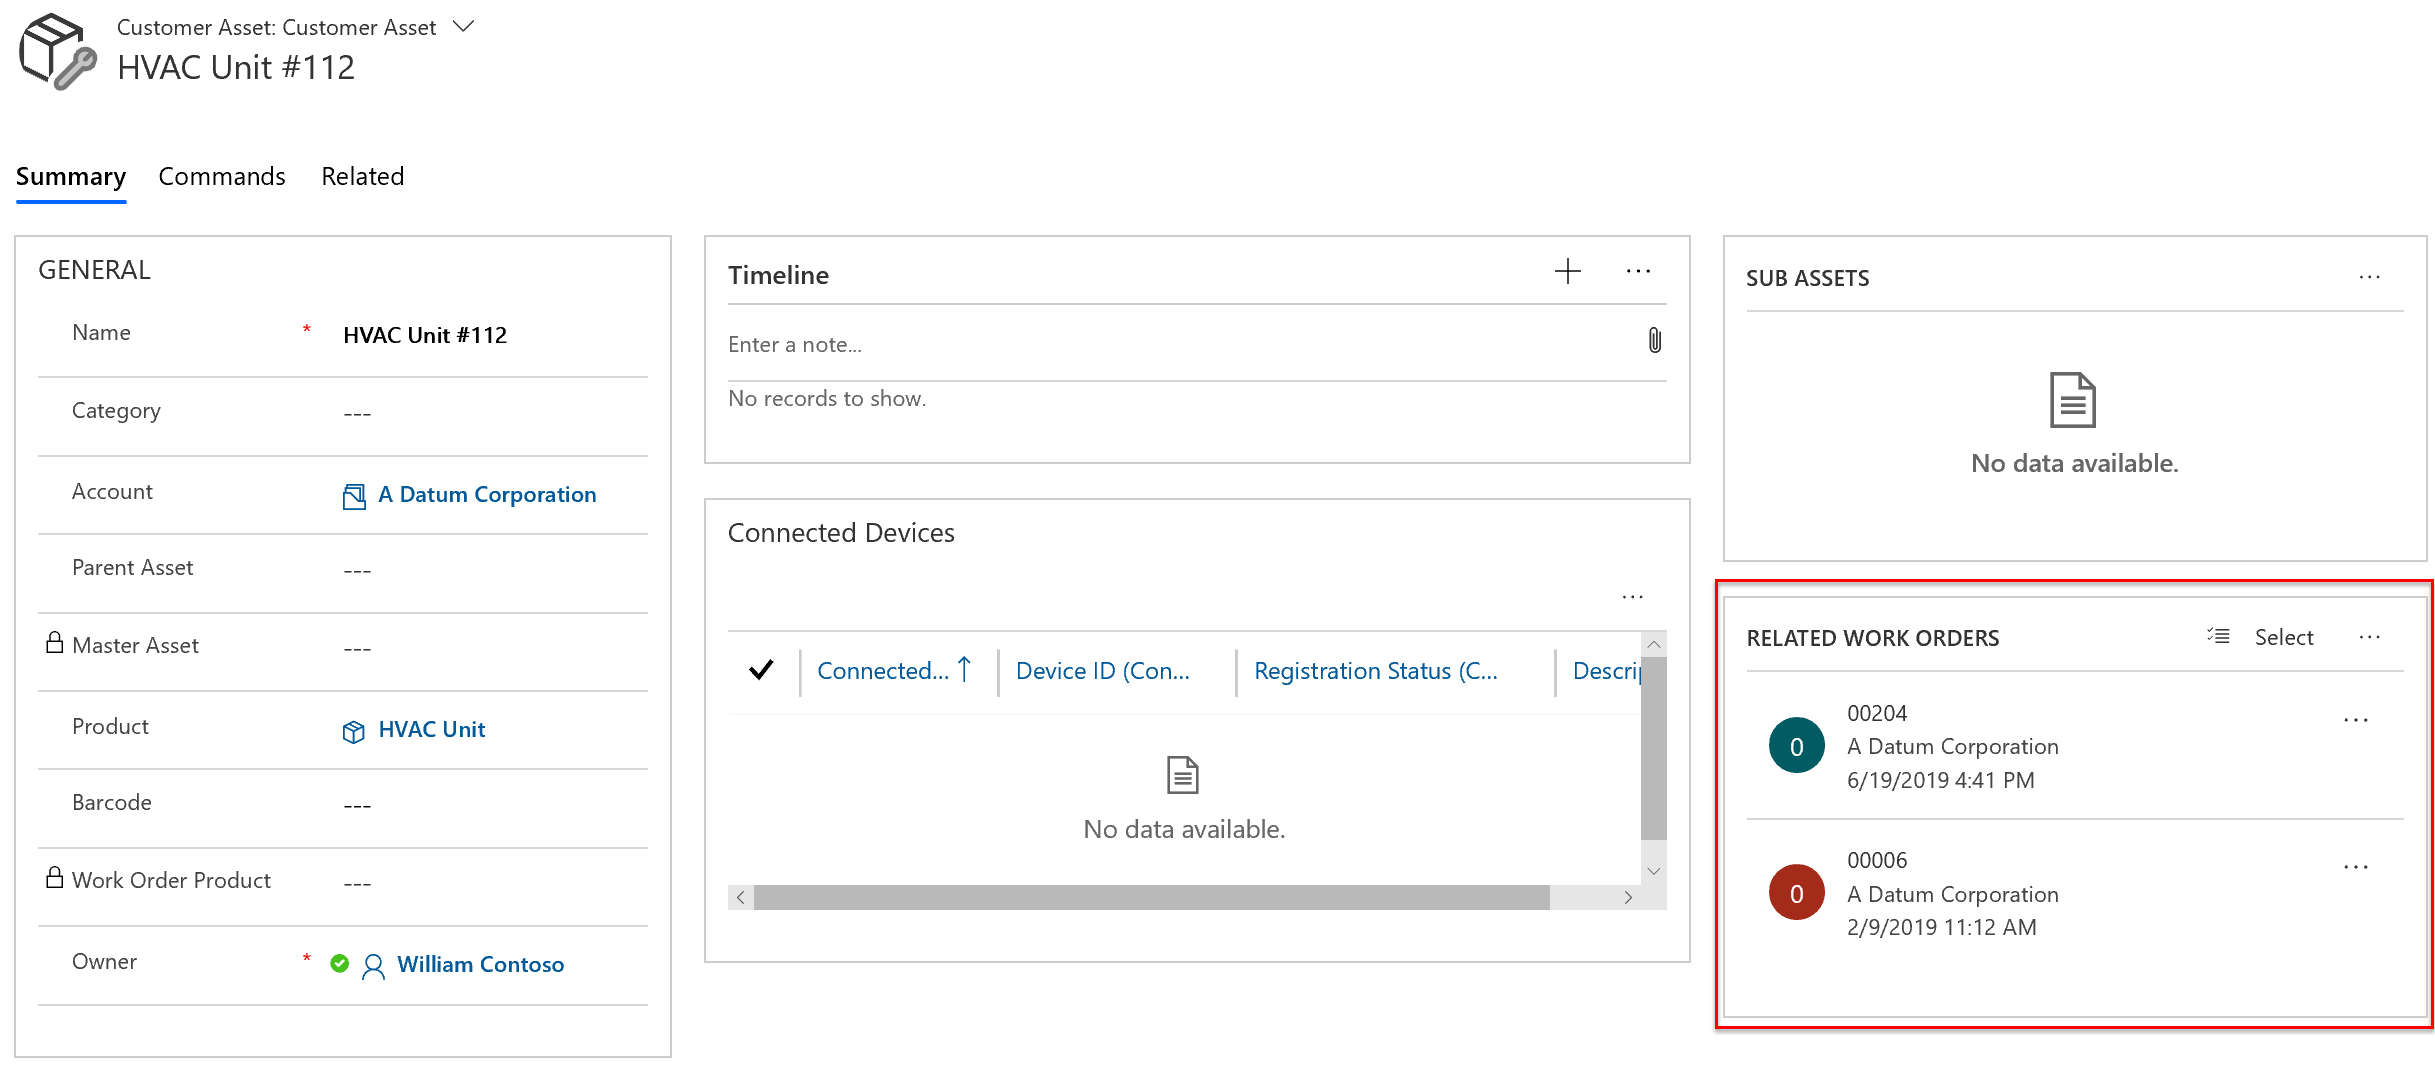 Customer Asset: Customer Asset
HVAC Unit #112
Summary
Commands
Related
GENERAL
Name * HVAC Unit #112
Category ---
Account A Datum Corporation
Parent Asset ---
Master Asset ---
Product HVAC Unit
Barcode ---
Work Order Product ---
Owner * William Contoso
Timeline
Enter a note...
No records to show.
Connected Devices
Connected... Device ID (Con... Registration Status (C... Descrip
No data available.
SUB ASSETS
No data available.
RELATED WORK ORDERS Select
0
00204
A Datum Corporation
6/19/2019 4:41 PM
0
00006
A Datum Corporation
2/9/2019 11:12 AM